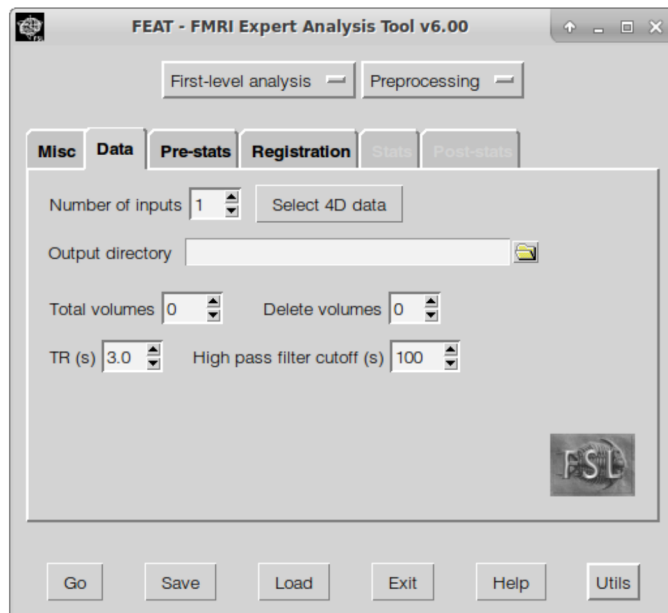 FEAT - FMRI Expert Analysis Tool v6.00
First-level analysis Preprocessing
Misc Data Pre-stats Registration Stats Post-stats
Number of inputs 1 Select 4D data
Output directory
Total volumes 0 Delete volumes 0
TR (s) 3.0 High pass filter cutoff (s) 100
FSL
Go Save Load Exit Help Utils